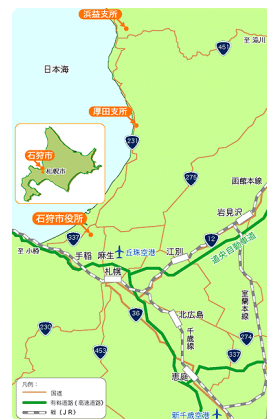 浜益支所
至 滝川
451
日本海
厚田支所
231
石狩市
札幌市
275
函館本線
岩見沢
石狩市役所
337
12
道央自動車道
至 小樽
手稲
麻生
丘珠空港
江別
札幌
室蘭本線
36
北広島
230
千歳線
274
453
337
恵庭
凡例：
国道
有料道路(高速道路)
鉄 (JR)
新千歳空港